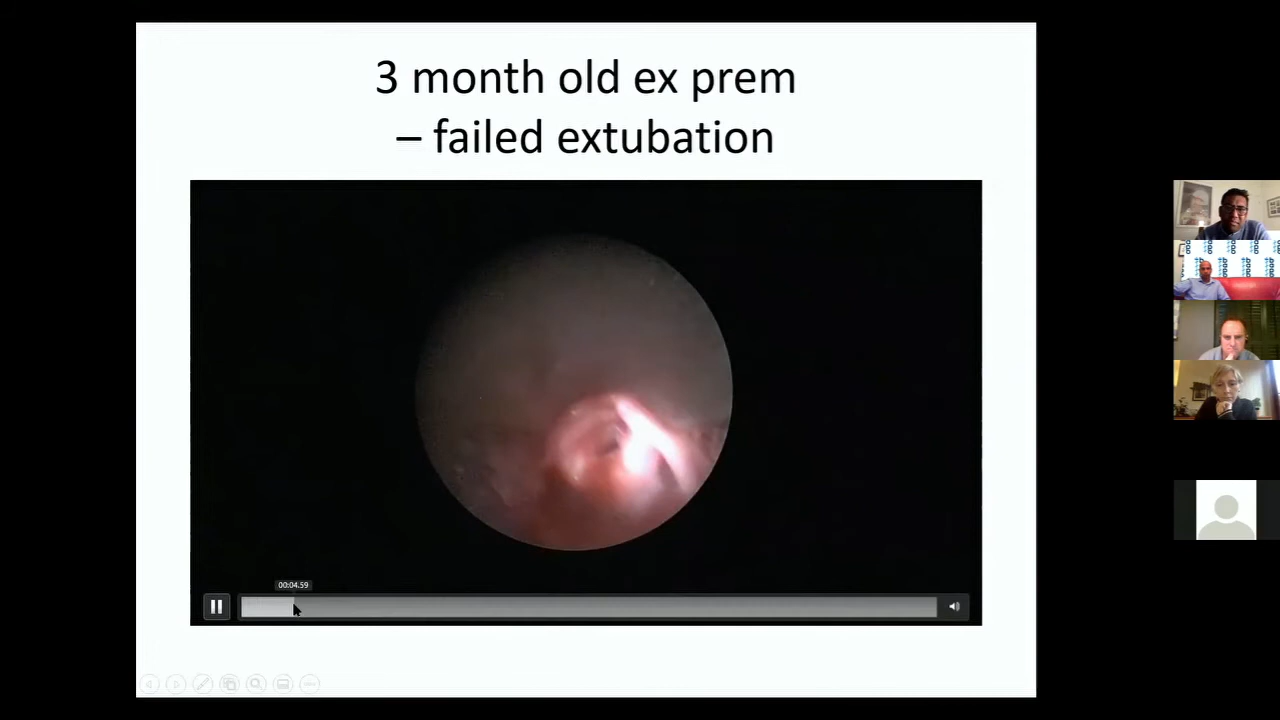 3 month old ex prem
– failed extubation
00:04.59